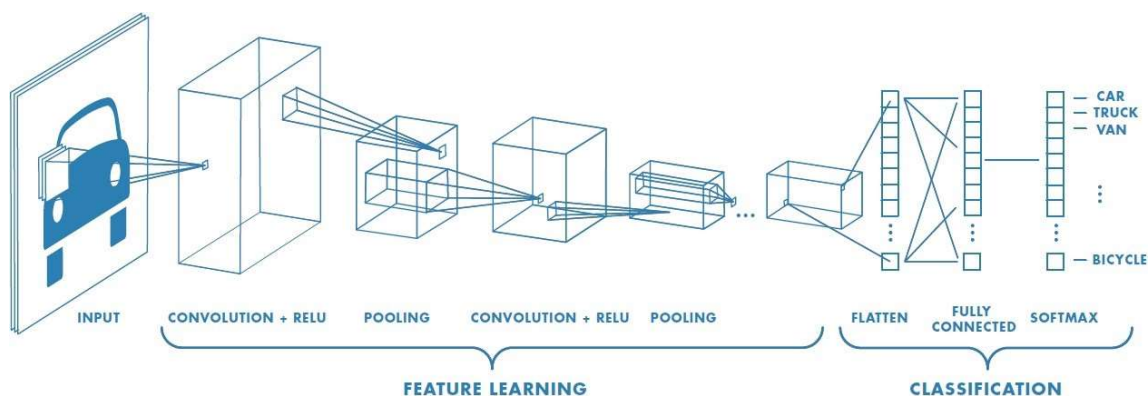 CAR
TRUCK
VAN
BICYCLE
INPUT
CONVOLUTION + RELU
POOLING
CONVOLUTION + RELU
POOLING
FLATTEN
FULLY
CONNECTED
SOFTMAX
FEATURE LEARNING
CLASSIFICATION